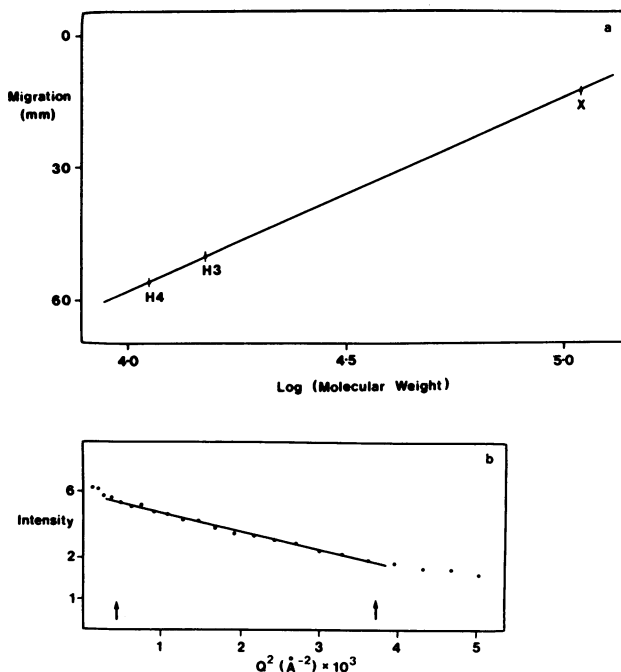 a
0
Migration
(mm)
30
60
X
H3
H4
4·0
4·5
5·0
Log (Molecular Weight)
b
6
Intensity
2
1
1
2
3
4
5
Q² (Å⁻²) × 10³